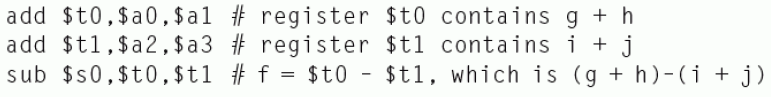 add $t0,$a0,$a1 # register $t0 contains g + h
add $t1,$a2,$a3 # register $t1 contains i + j
sub $s0,$t0,$t1 # f = $t0 - $t1, which is (g + h)-(i + j)